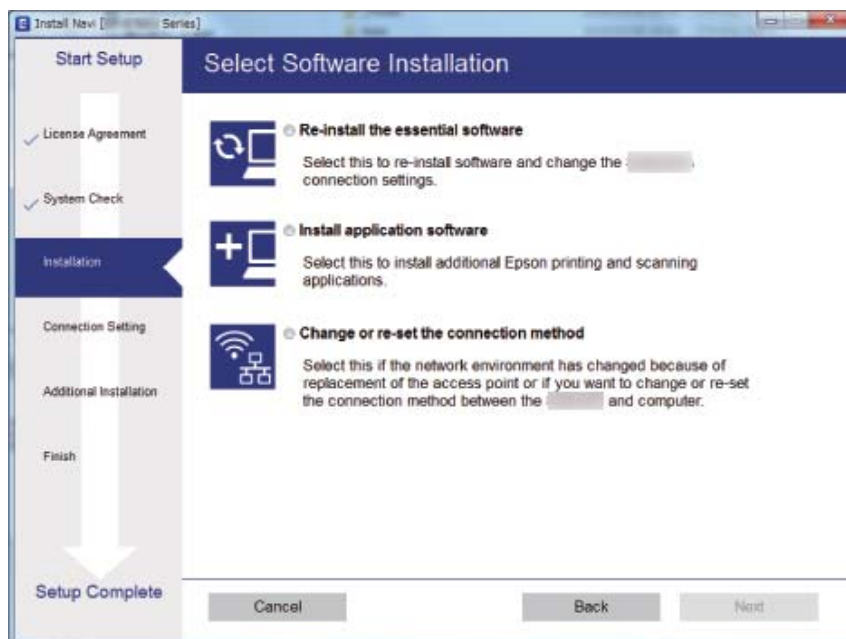 Install Navi [ Series]
Start Setup
License Agreement
System Check
Installation
Connection Setting
Additional Installation
Finish
Setup Complete
Select Software Installation
Re-install the essential software
Select this to re-install software and change the
connection settings.
Install application software
Select this to install additional Epson printing and scanning
applications.
Change or re-set the connection method
Select this if the network environment has changed because of
replacement of the access point or if you want to change or re-set
the connection method between the and computer.
Cancel
Back
Next